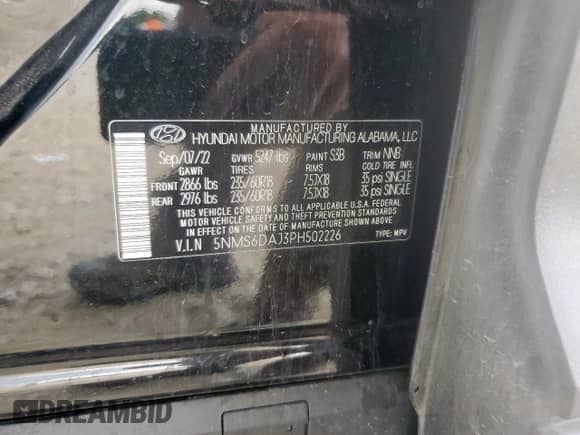 MANUFACTURED BY
HYUNDAI MOTOR MANUFACTURING ALABAMA, LLC
Sep/07/22 GVWR 5247 lbs PAINT S3B TRIM NNB
GAWR TIRES RIMS COLD TIRE INFL.
FRONT 2866 lbs 235/60R18 7.5JX18 35 psi SINGLE
REAR 2976 lbs 235/60R18 7.5JX18 35 psi SINGLE
THIS VEHICLE CONFORMS TO ALL APPLICABLE U.S.A. FEDERAL
MOTOR VEHICLE SAFETY AND THEFT PREVENTION STANDARDS
IN EFFECT ON THE DATE OF MANUFACTURE SHOWN ABOVE.
V.I.N 5NMS6DAJ3PH502226 TYPE: MPV
DREAMBID